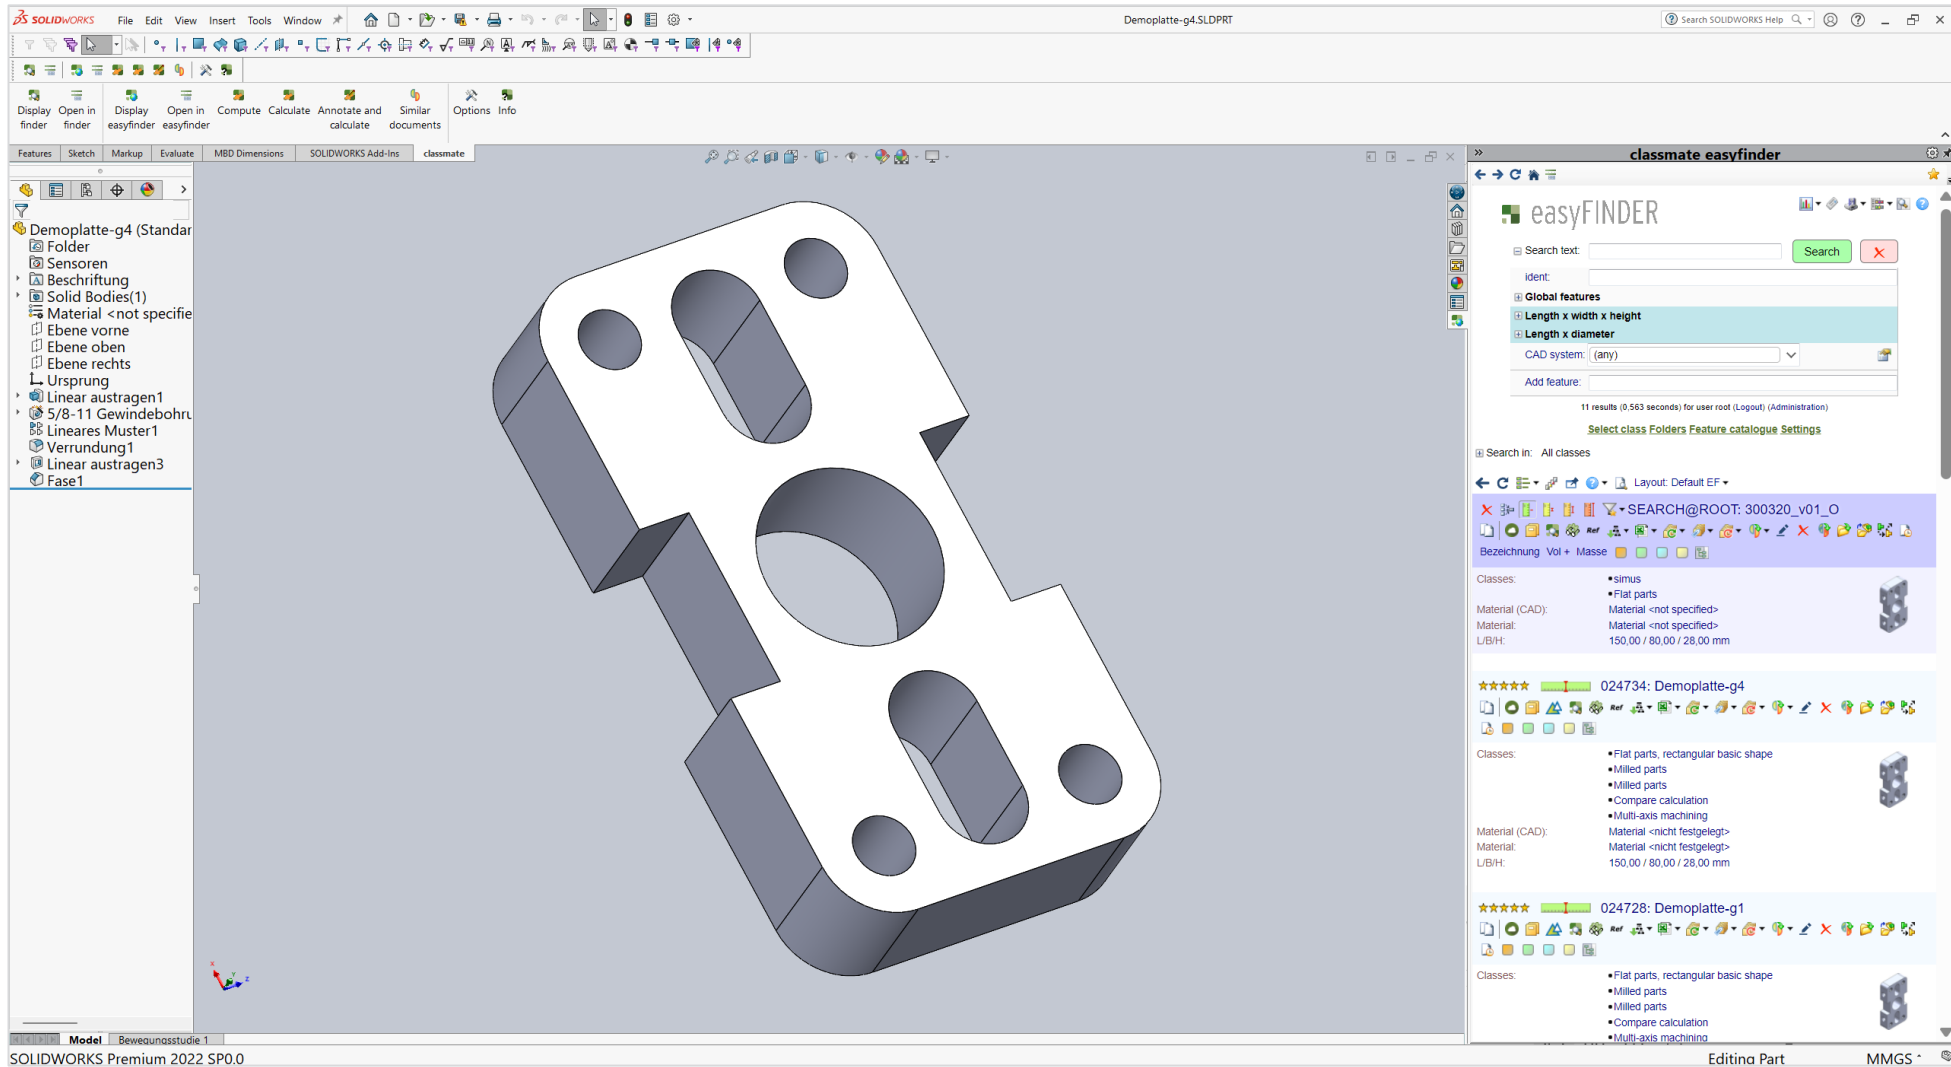 SOLIDWORKS File Edit View Insert Tools Window
Demoplatte-g4.SLDPRT
Search SOLIDWORKS Help
Display finder
Open in finder
Display easyfinder
Open in easyfinder
Compute
Calculate
Annotate and calculate
Similar documents
Options
Info
Features Sketch Markup Evaluate MBD Dimensions SOLIDWORKS Add-Ins classmate
Demoplatte-g4 (Standar
Folder
Sensoren
Beschriftung
Solid Bodies(1)
Material <not specifie
Ebene vorne
Ebene oben
Ebene rechts
Ursprung
Linear austragen1
5/8-11 Gewindebohru
Lineares Muster1
Verrundung1
Linear austragen3
Fase1
Model Bewegungsstudie 1
SOLIDWORKS Premium 2022 SP0.0
Editing Part
MMGS
classmate easyfinder
easyFINDER
Search text:
Search
ident:
Global features
Length x width x height
Length x diameter
CAD system: (any)
Add feature:
11 results (0,563 seconds) for user root (Logout) (Administration)
Select class Folders Feature catalogue Settings
Search in: All classes
Layout: Default EF
SEARCH@ROOT: 300320_v01_O
Ref
Bezeichnung Vol + Masse
Classes: •simus
•Flat parts
Material (CAD): Material <not specified>
Material: Material <not specified>
L/B/H: 150,00 / 80,00 / 28,00 mm
024734: Demoplatte-g4
Ref
Classes: •Flat parts, rectangular basic shape
•Milled parts
•Milled parts
•Compare calculation
•Multi-axis machining
Material (CAD): Material <nicht festgelegt>
Material: Material <nicht festgelegt>
L/B/H: 150,00 / 80,00 / 28,00 mm
024728: Demoplatte-g1
Ref
Classes: •Flat parts, rectangular basic shape
•Milled parts
•Milled parts
•Compare calculation
•Multi-axis machining